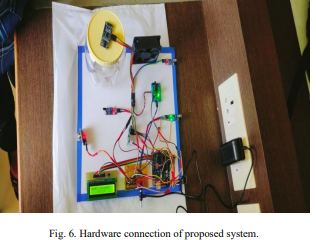 Fig. 6. Hardware connection of proposed system.